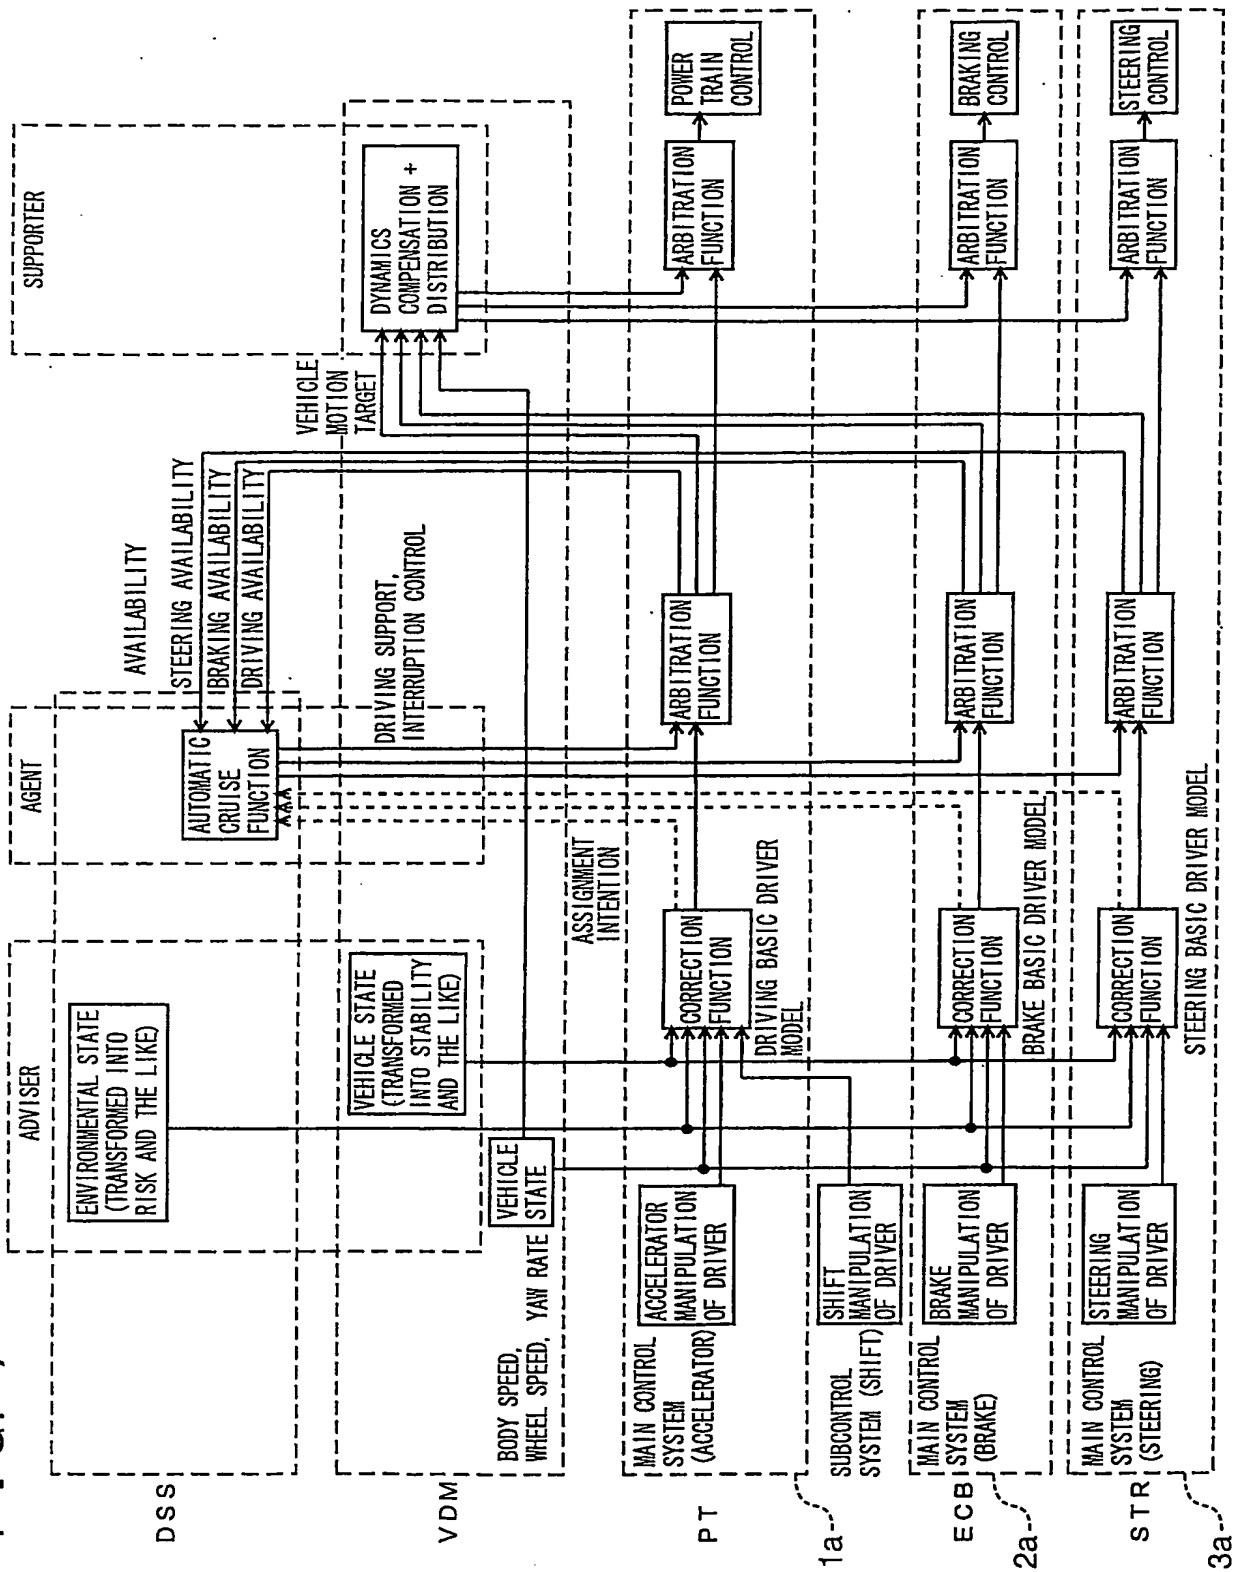 DSS
ADVISER
ENVIRONMENTAL STATE
(TRANSFORMED INTO
RISK AND THE LIKE)
AGENT
AUTOMATIC
CRUISE
FUNCTION
AVAILABILITY
STEERING AVAILABILITY
BRAKING AVAILABILITY
DRIVING AVAILABILITY
SUPPORTER
VDM
BODY SPEED,
WHEEL SPEED, YAW RATE
VEHICLE
STATE
VEHICLE STATE
(TRANSFORMED
INTO STABILITY
AND THE LIKE)
DRIVING SUPPORT,
INTERRUPTION CONTROL
VEHICLE
MOTION
TARGET
DYNAMICS
COMPENSATION +
DISTRIBUTION
ASSIGNMENT
INTENTION
PT
1a
MAIN CONTROL
SYSTEM
(ACCELERATOR)
ACCELERATOR
MANIPULATION
OF DRIVER
CORRECTION
FUNCTION
DRIVING BASIC DRIVER
MODEL
ARBITRATION
FUNCTION
ARBITRATION
FUNCTION
POWER
TRAIN
CONTROL
SUBCONTROL
SYSTEM (SHIFT)
SHIFT
MANIPULATION
OF DRIVER
ECB
2a
MAIN CONTROL
SYSTEM
(BRAKE)
BRAKE
MANIPULATION
OF DRIVER
CORRECTION
FUNCTION
BRAKE BASIC DRIVER MODEL
ARBITRATION
FUNCTION
ARBITRATION
FUNCTION
BRAKING
CONTROL
STR
3a
MAIN CONTROL
SYSTEM
(STEERING)
STEERING
MANIPULATION
OF DRIVER
CORRECTION
FUNCTION
STEERING BASIC DRIVER MODEL
ARBITRATION
FUNCTION
ARBITRATION
FUNCTION
STEERING
CONTROL